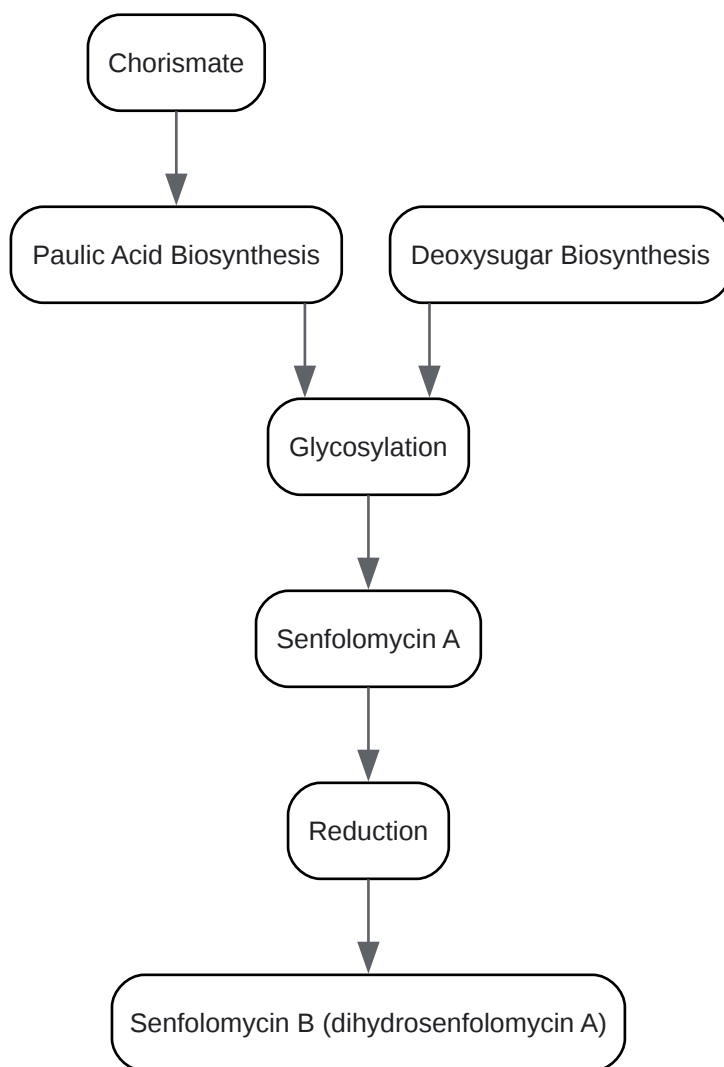 Chorismate
Paulic Acid Biosynthesis
Deoxysugar Biosynthesis
Glycosylation
Senfolomycin A
Reduction
Senfolomycin B (dihydrosenfolomycin A)